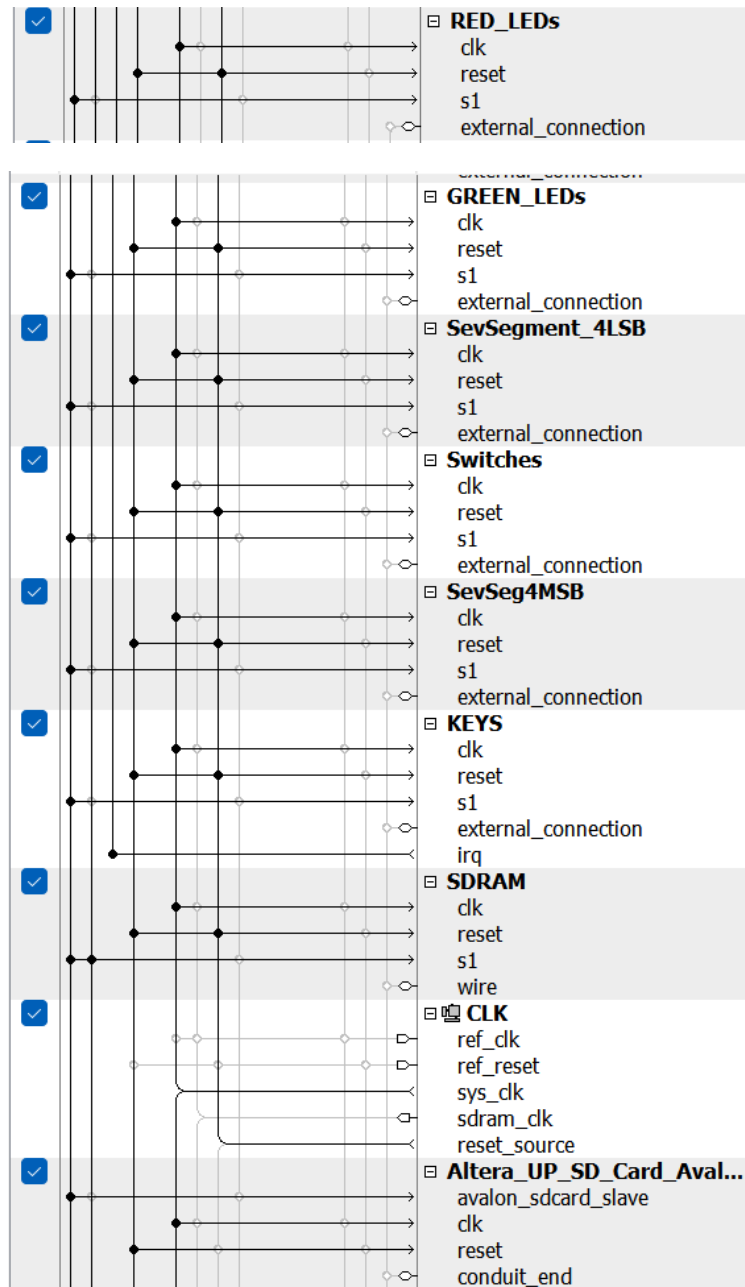 RED_LEDs
clk
reset
s1
external_connection
external_connection
GREEN_LEDs
clk
reset
s1
external_connection
SevSegment_4LSB
clk
reset
s1
external_connection
Switches
clk
reset
s1
external_connection
SevSeg4MSB
clk
reset
s1
external_connection
KEYS
clk
reset
s1
external_connection
irq
SDRAM
clk
reset
s1
wire
CLK
ref_clk
ref_reset
sys_clk
sdram_clk
reset_source
Altera_UP_SD_Card_Aval...
avalon_sdcard_slave
clk
reset
conduit_end